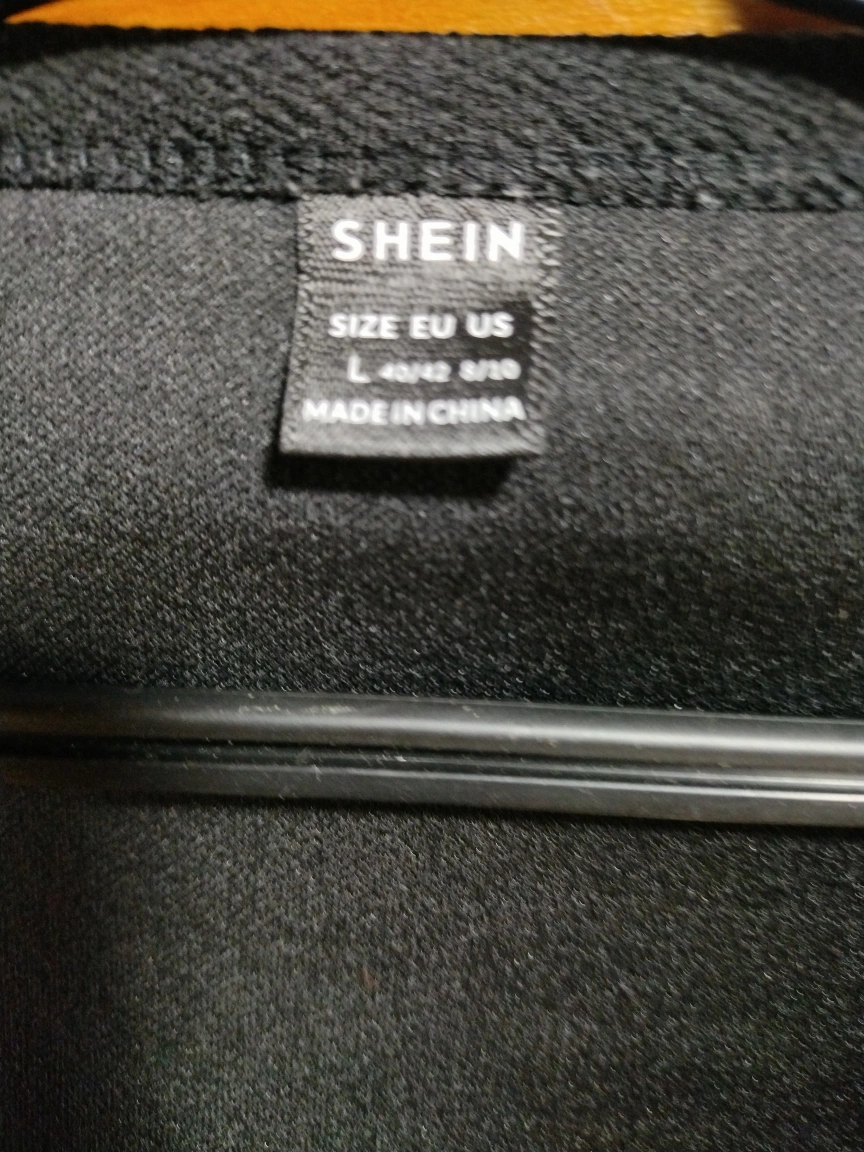 SHEIN
SIZE EU US
L 40/42 8/10
MADE IN CHINA